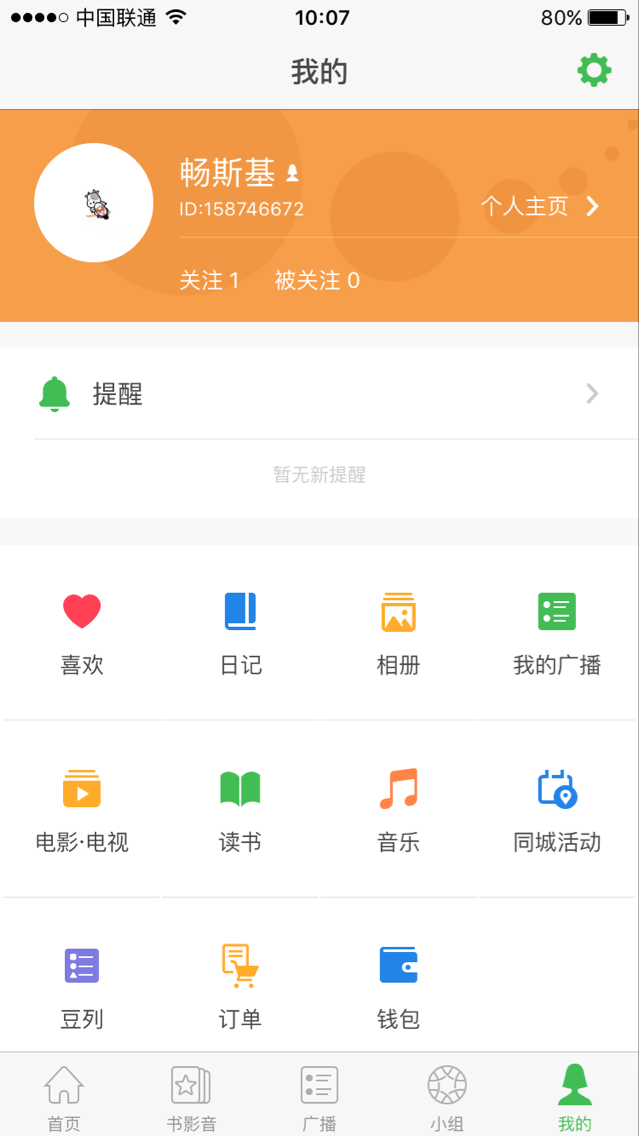 中国联通 10:07 80%
我的
畅斯基
ID:158746672 个人主页
关注 1 被关注 0
提醒
暂无新提醒
喜欢 日记 相册 我的广播
电影·电视 读书 音乐 同城活动
豆列 订单 钱包
首页 书影音 广播 小组 我的